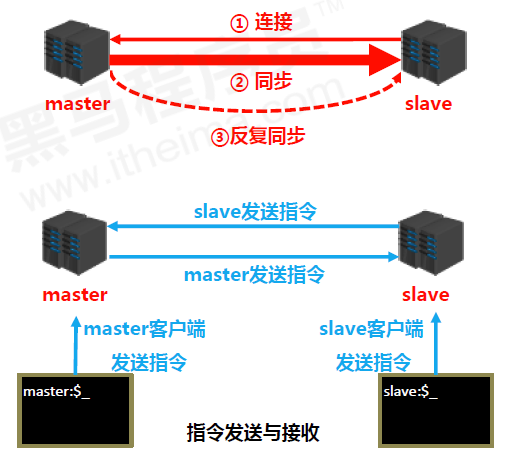 ① 连接
② 同步
master
slave
③反复同步
黑马程序员™
www.itheima.com
slave发送指令
master发送指令
master
slave
master客户端
发送指令
slave客户端
发送指令
master:$_
slave:$_
指令发送与接收